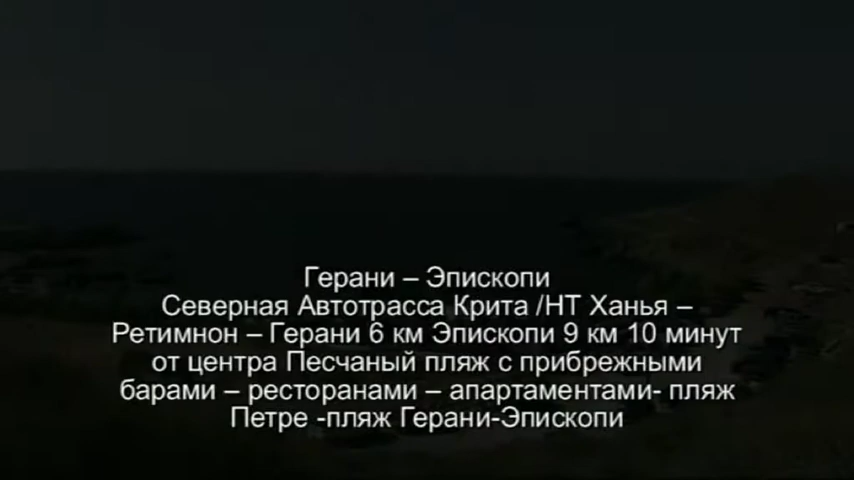 Герани – Эпископи
Северная Автотрасса Крита /НТ Ханья –
Ретимнон – Герани 6 км Эпископи 9 км 10 минут
от центра Песчаный пляж с прибрежными
барами – ресторанами – апартаментами- пляж
Петре -пляж Герани-Эпископи